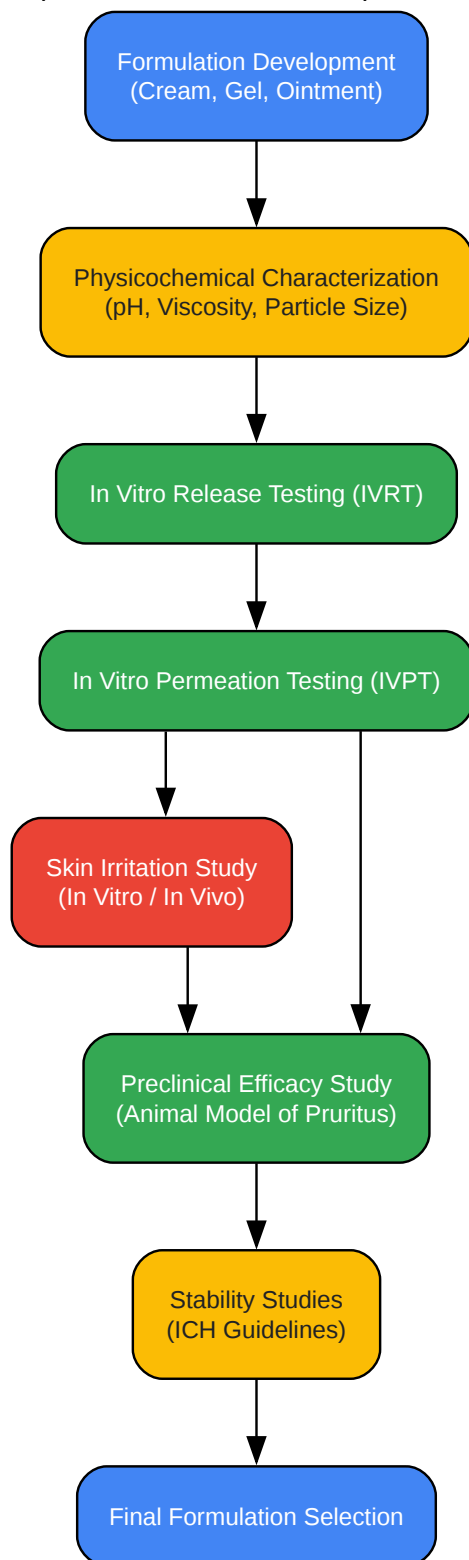 Formulation Development
(Cream, Gel, Ointment)
Physicochemical Characterization
(pH, Viscosity, Particle Size)
In Vitro Release Testing (IVRT)
In Vitro Permeation Testing (IVPT)
Skin Irritation Study
(In Vitro / In Vivo)
Preclinical Efficacy Study
(Animal Model of Pruritus)
Stability Studies
(ICH Guidelines)
Final Formulation Selection